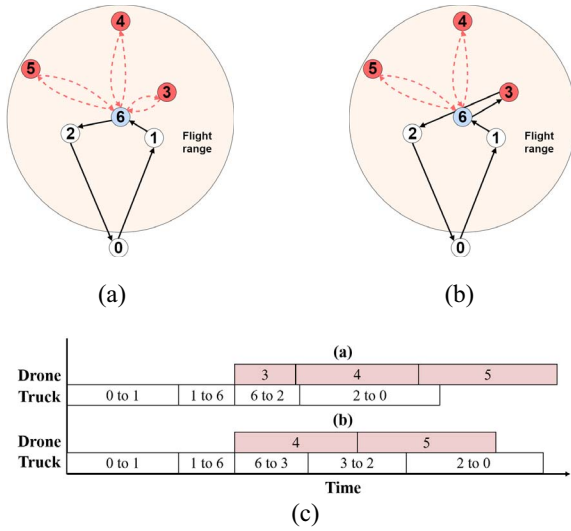 4
5
3
6
2
1
Flight
range
0
(a)
4
5
3
6
2
1
Flight
range
0
(b)
(a)
Drone 3 4 5
Truck 0 to 1 1 to 6 6 to 2 2 to 0
(b)
Drone 4 5
Truck 0 to 1 1 to 6 6 to 3 3 to 2 2 to 0
Time
(c)